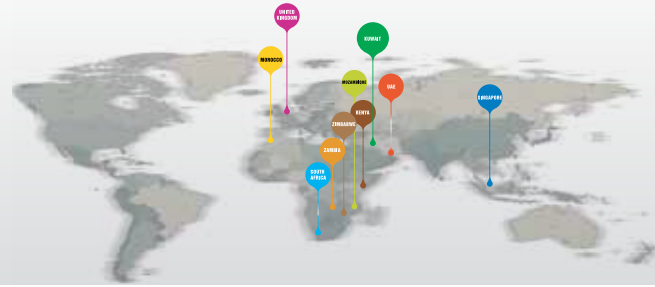 UNITED
KINGDOM
KUWAIT
MOROCCO
MOZAMBIQUE
UAE
SINGAPORE
KENYA
ZIMBABWE
ZAMBIA
SOUTH
AFRICA